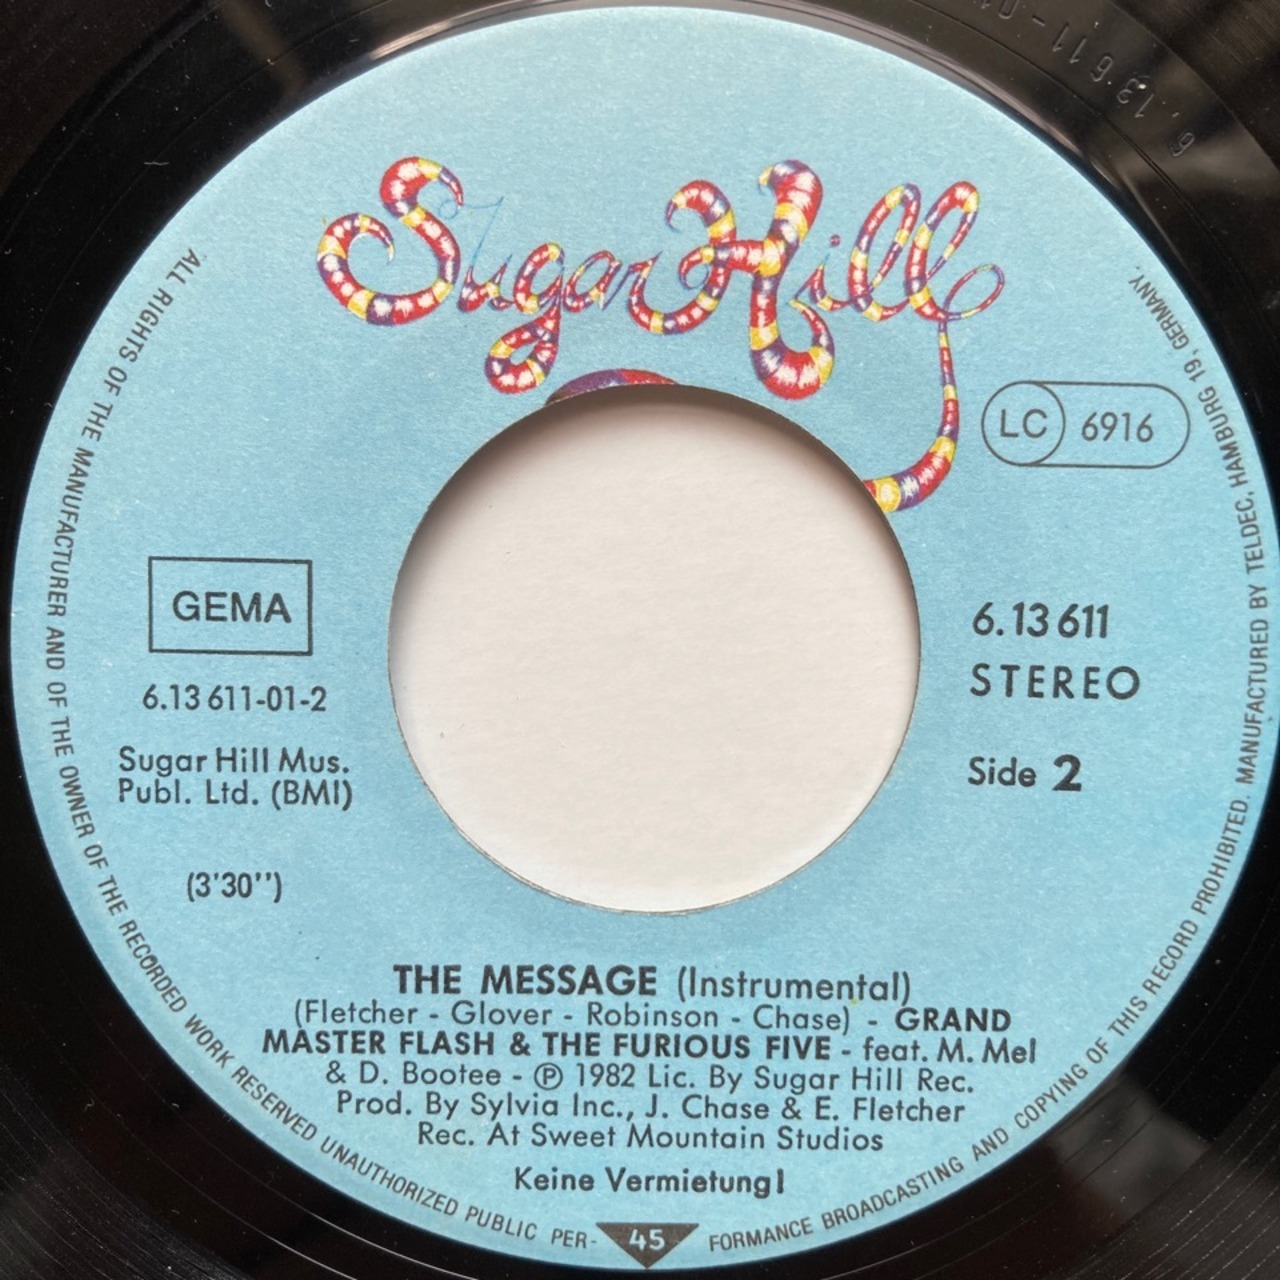 Sugar Hill
LC 6916
GEMA
6.13 611-01-2
Sugar Hill Mus.
Publ. Ltd. (BMI)
(3'30'')
6.13 611
STEREO
Side 2
THE MESSAGE (Instrumental)
(Fletcher - Glover - Robinson - Chase) - GRAND
MASTER FLASH & THE FURIOUS FIVE - feat. M. Mel
& D. Bootee - Ⓟ 1982 Lic. By Sugar Hill Rec.
Prod. By Sylvia Inc., J. Chase & E. Fletcher
Rec. At Sweet Mountain Studios
Keine Vermietung!
45
ALL RIGHTS OF THE MANUFACTURER AND OF THE OWNER OF THE RECORDED WORK RESERVED UNAUTHORIZED PUBLIC PER-FORMANCE BROADCASTING AND COPYING OF THIS RECORD PROHIBITED. MANUFACTURED BY TELDEC, HAMBURG 19, GERMANY.
6.13611-01